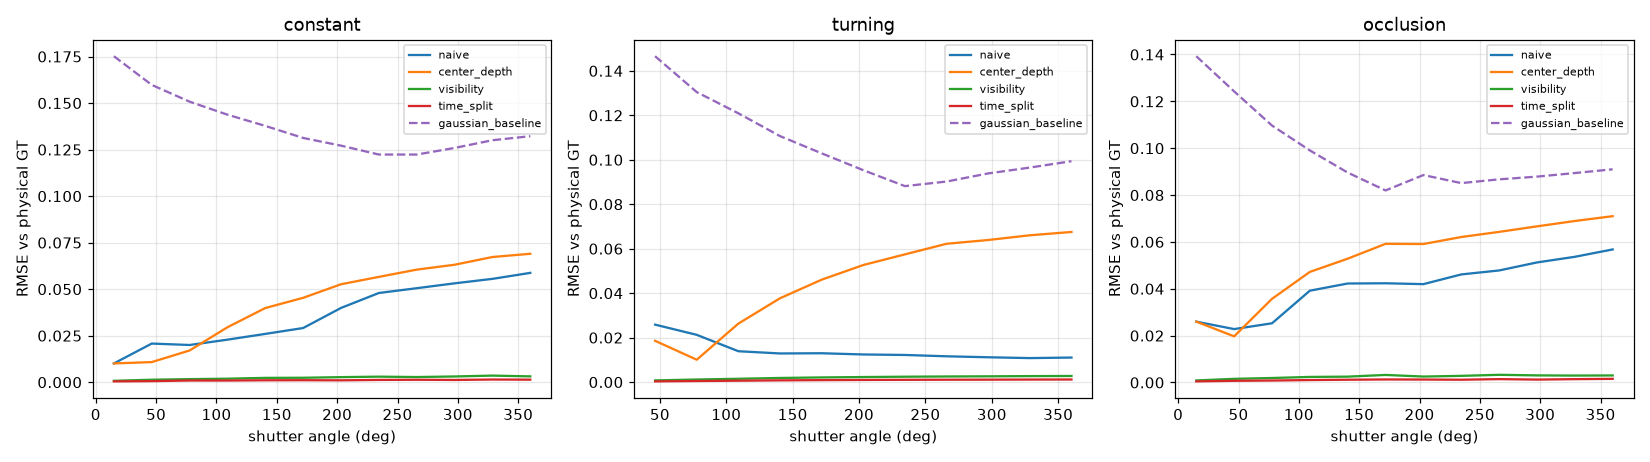 constant
RMSE vs physical GT
0.175
0.150
0.125
0.100
0.075
0.050
0.025
0.000
naive
center_depth
visibility
time_split
gaussian_baseline
0 50 100 150 200 250 300 350
shutter angle (deg)
turning
RMSE vs physical GT
0.14
0.12
0.10
0.08
0.06
0.04
0.02
0.00
naive
center_depth
visibility
time_split
gaussian_baseline
50 100 150 200 250 300 350
shutter angle (deg)
occlusion
RMSE vs physical GT
0.14
0.12
0.10
0.08
0.06
0.04
0.02
0.00
naive
center_depth
visibility
time_split
gaussian_baseline
0 50 100 150 200 250 300 350
shutter angle (deg)